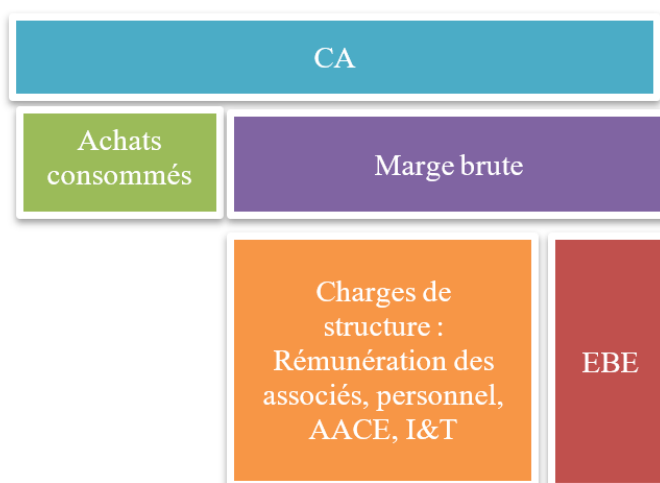 CA
Achats
consommés
Marge brute
Charges de
structure :
Rémunération des
associés, personnel,
AACE, I&T
EBE